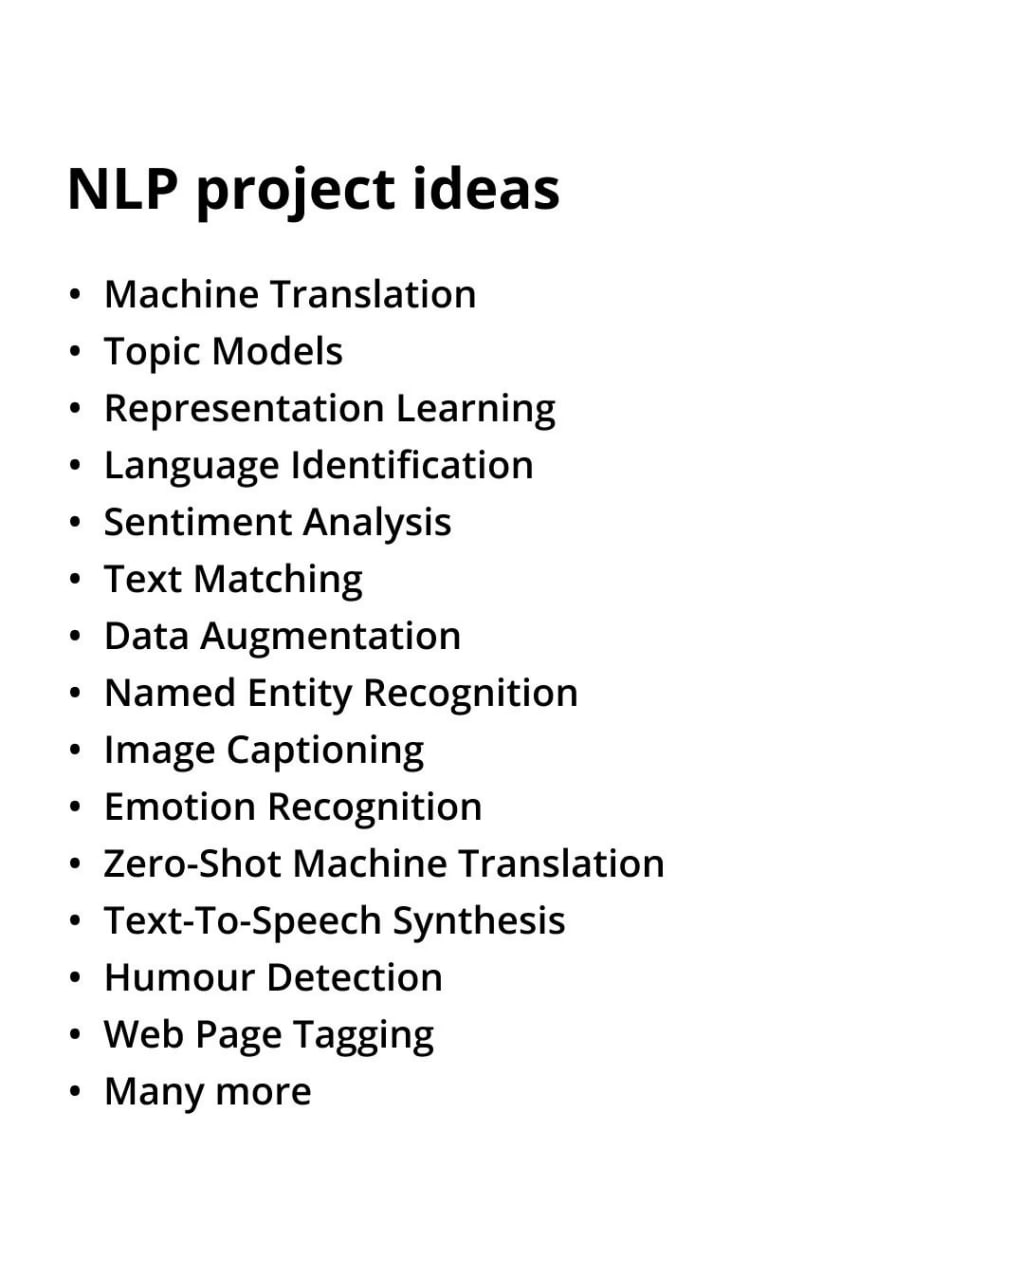 NLP project ideas
• Machine Translation
• Topic Models
• Representation Learning
• Language Identification
• Sentiment Analysis
• Text Matching
• Data Augmentation
• Named Entity Recognition
• Image Captioning
• Emotion Recognition
• Zero-Shot Machine Translation
• Text-To-Speech Synthesis
• Humour Detection
• Web Page Tagging
• Many more